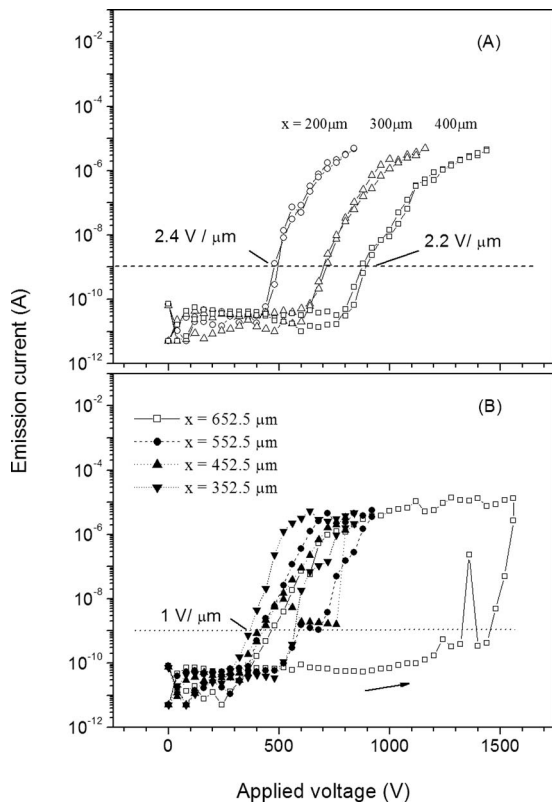 10^-2
(A)
10^-4
x = 200μm 300μm 400μm
10^-6
2.4 V / μm
2.2 V/ μm
10^-8
10^-10
10^-12
Emission current (A)
10^-2
(B)
x = 652.5 μm
x = 552.5 μm
x = 452.5 μm
x = 352.5 μm
10^-4
10^-6
1 V/ μm
10^-8
10^-10
10^-12
0 500 1000 1500
Applied voltage (V)